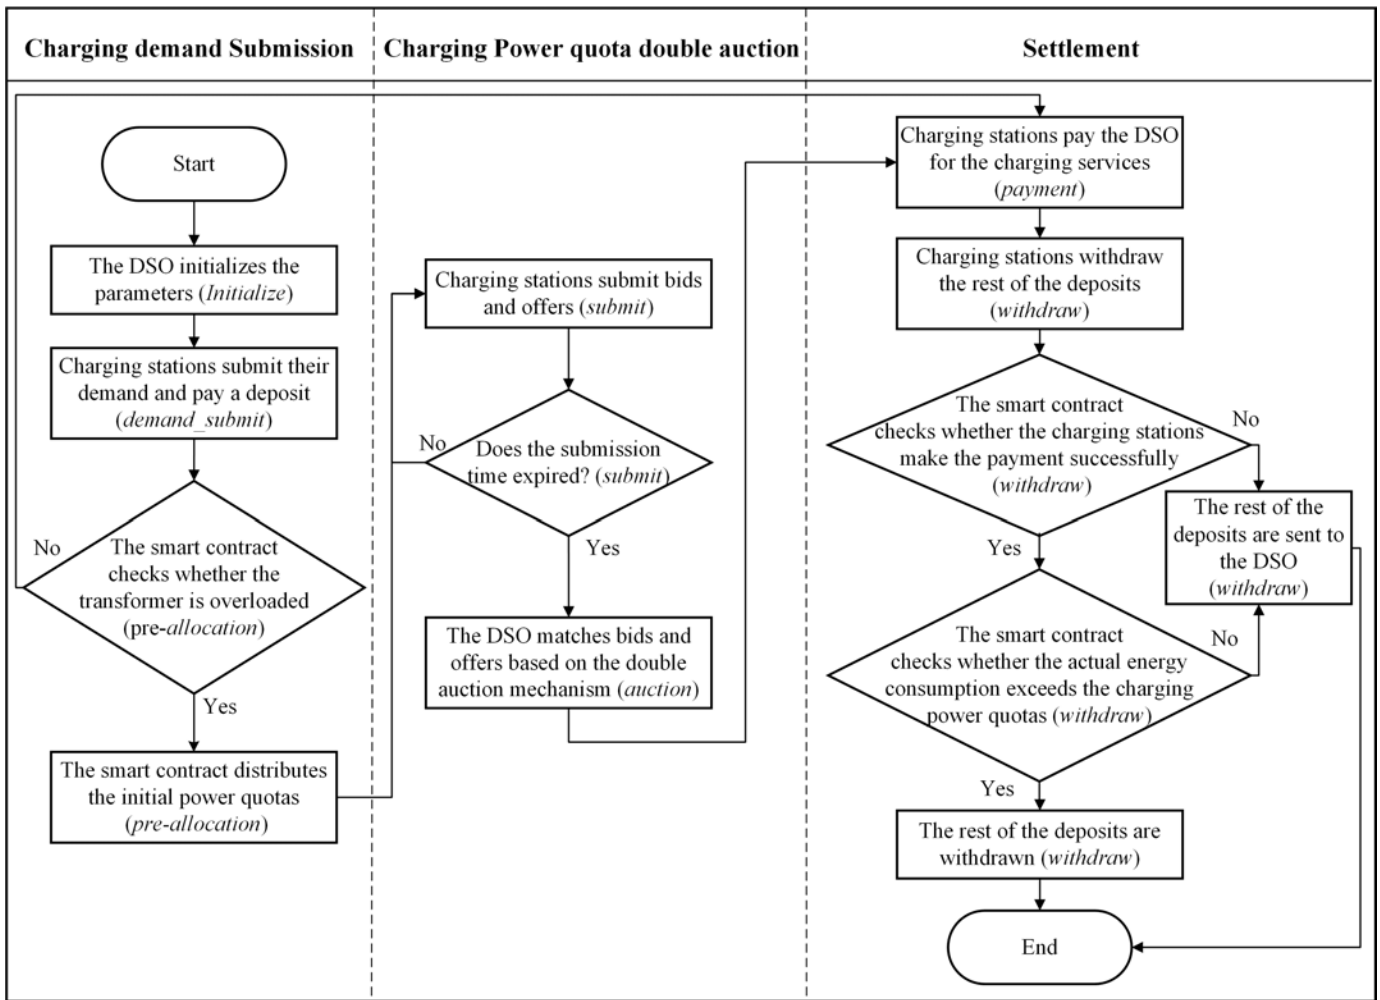 Charging demand Submission
Charging Power quota double auction
Settlement
Start
The DSO initializes the
parameters (Initialize)
Charging stations submit their
demand and pay a deposit
(demand_submit)
No
The smart contract
checks whether the
transformer is overloaded
(pre-allocation)
Yes
The smart contract distributes
the initial power quotas
(pre-allocation)
Charging stations submit bids
and offers (submit)
No
Does the submission
time expired? (submit)
Yes
The DSO matches bids and
offers based on the double
auction mechanism (auction)
Charging stations pay the DSO
for the charging services
(payment)
Charging stations withdraw
the rest of the deposits
(withdraw)
The smart contract
checks whether the charging stations
make the payment successfully
(withdraw)
No
Yes
The rest of the
deposits are sent to
the DSO
(withdraw)
The smart contract
checks whether the actual energy
consumption exceeds the charging
power quotas (withdraw)
No
Yes
The rest of the deposits are
withdrawn (withdraw)
End